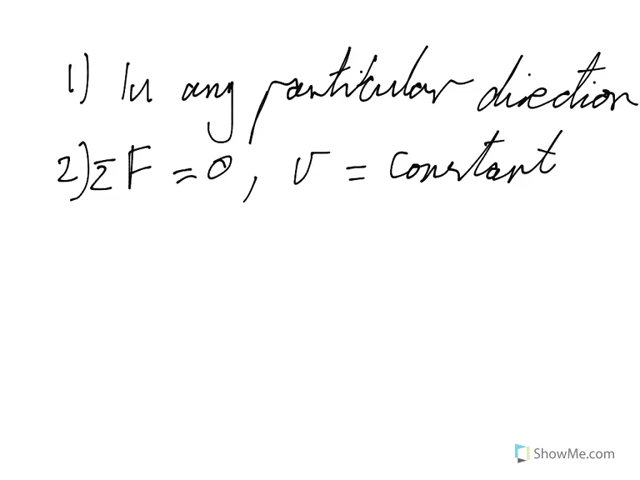 1) In any particular direction
2) ΣF = 0, v = constant
ShowMe.com